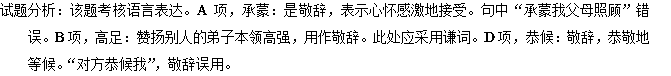 试题分析：该题考核语言表达。A 项，承蒙：是敬辞，表示心怀感激地接受。句中“承蒙我父母照顾”错
误。B 项，高足：赞扬别人的弟子本领高强，用作敬辞。此处应采用谦词。D 项，恭候：敬辞，恭敬地
等候。“对方恭候我”，敬辞误用。